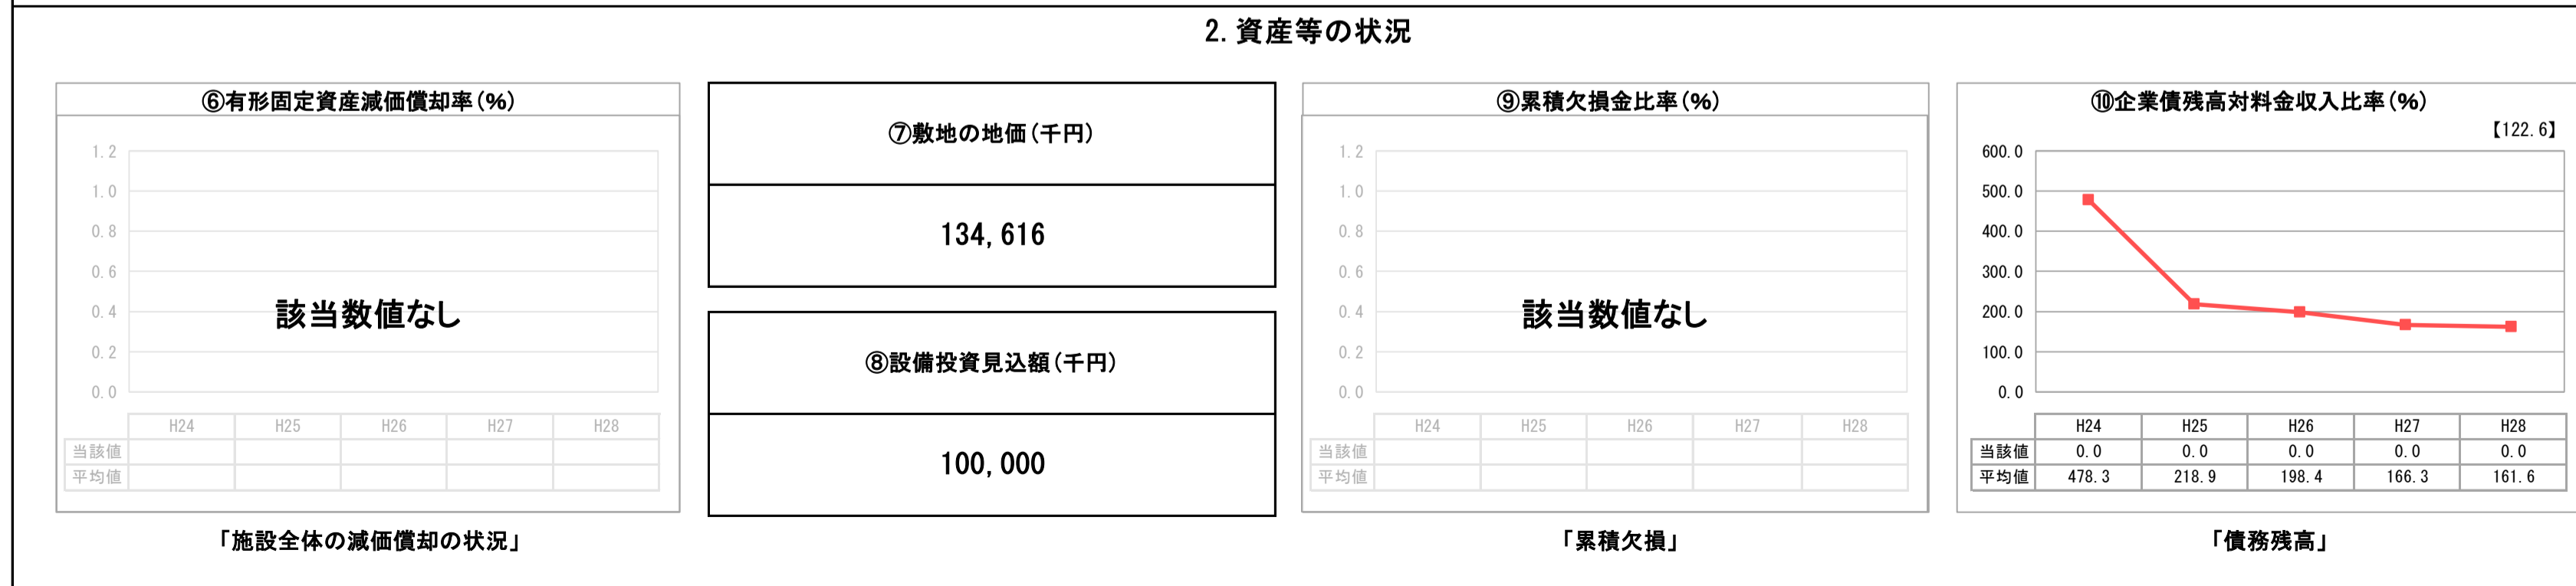 2.資産等の状況
⑥有形固定資産減価償却率(%)
1.2
1.0
0.8
0.6
0.4
0.2
0.0
該当数値なし
H24 H25 H26 H27 H28
当該値
平均値
「施設全体の減価償却の状況」
⑦敷地の地価(千円)
134,616
⑧設備投資見込額(千円)
100,000
⑨累積欠損金比率(%)
1.2
1.0
0.8
0.6
0.4
0.2
0.0
該当数値なし
H24 H25 H26 H27 H28
当該値
平均値
「累積欠損」
⑩企業債残高対料金収入比率(%)
【122.6】
600.0
500.0
400.0
300.0
200.0
100.0
0.0
H24 H25 H26 H27 H28
当該値 0.0 0.0 0.0 0.0 0.0
平均値 478.3 218.9 198.4 166.3 161.6
「債務残高」